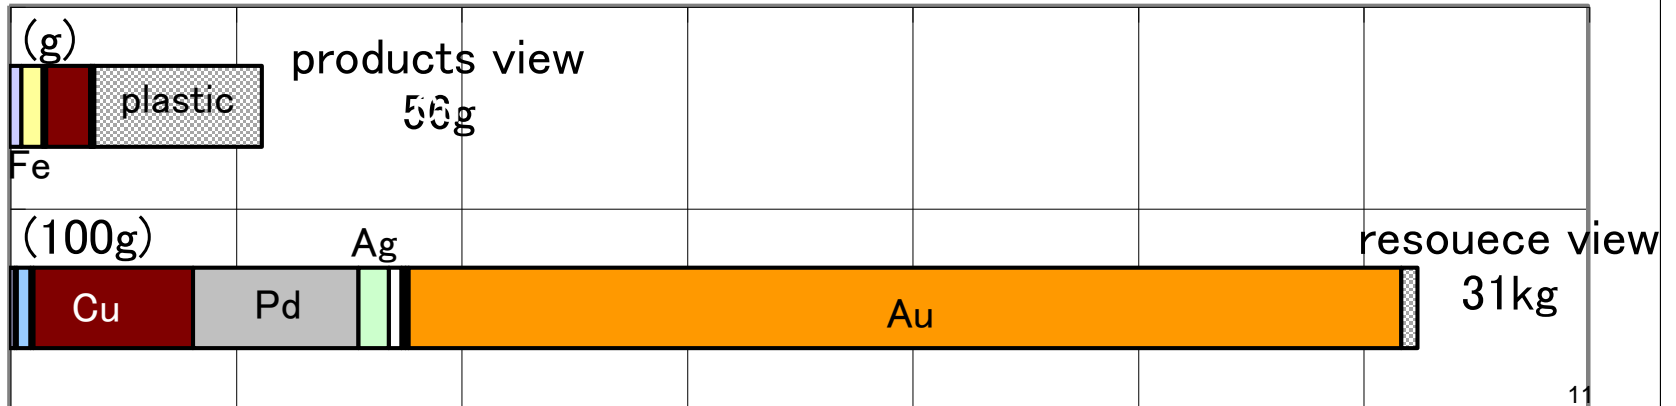 (g)
products view
plastic
Fe
(100g)
Ag
resouece view
Cu
Pd
Au
31kg
11